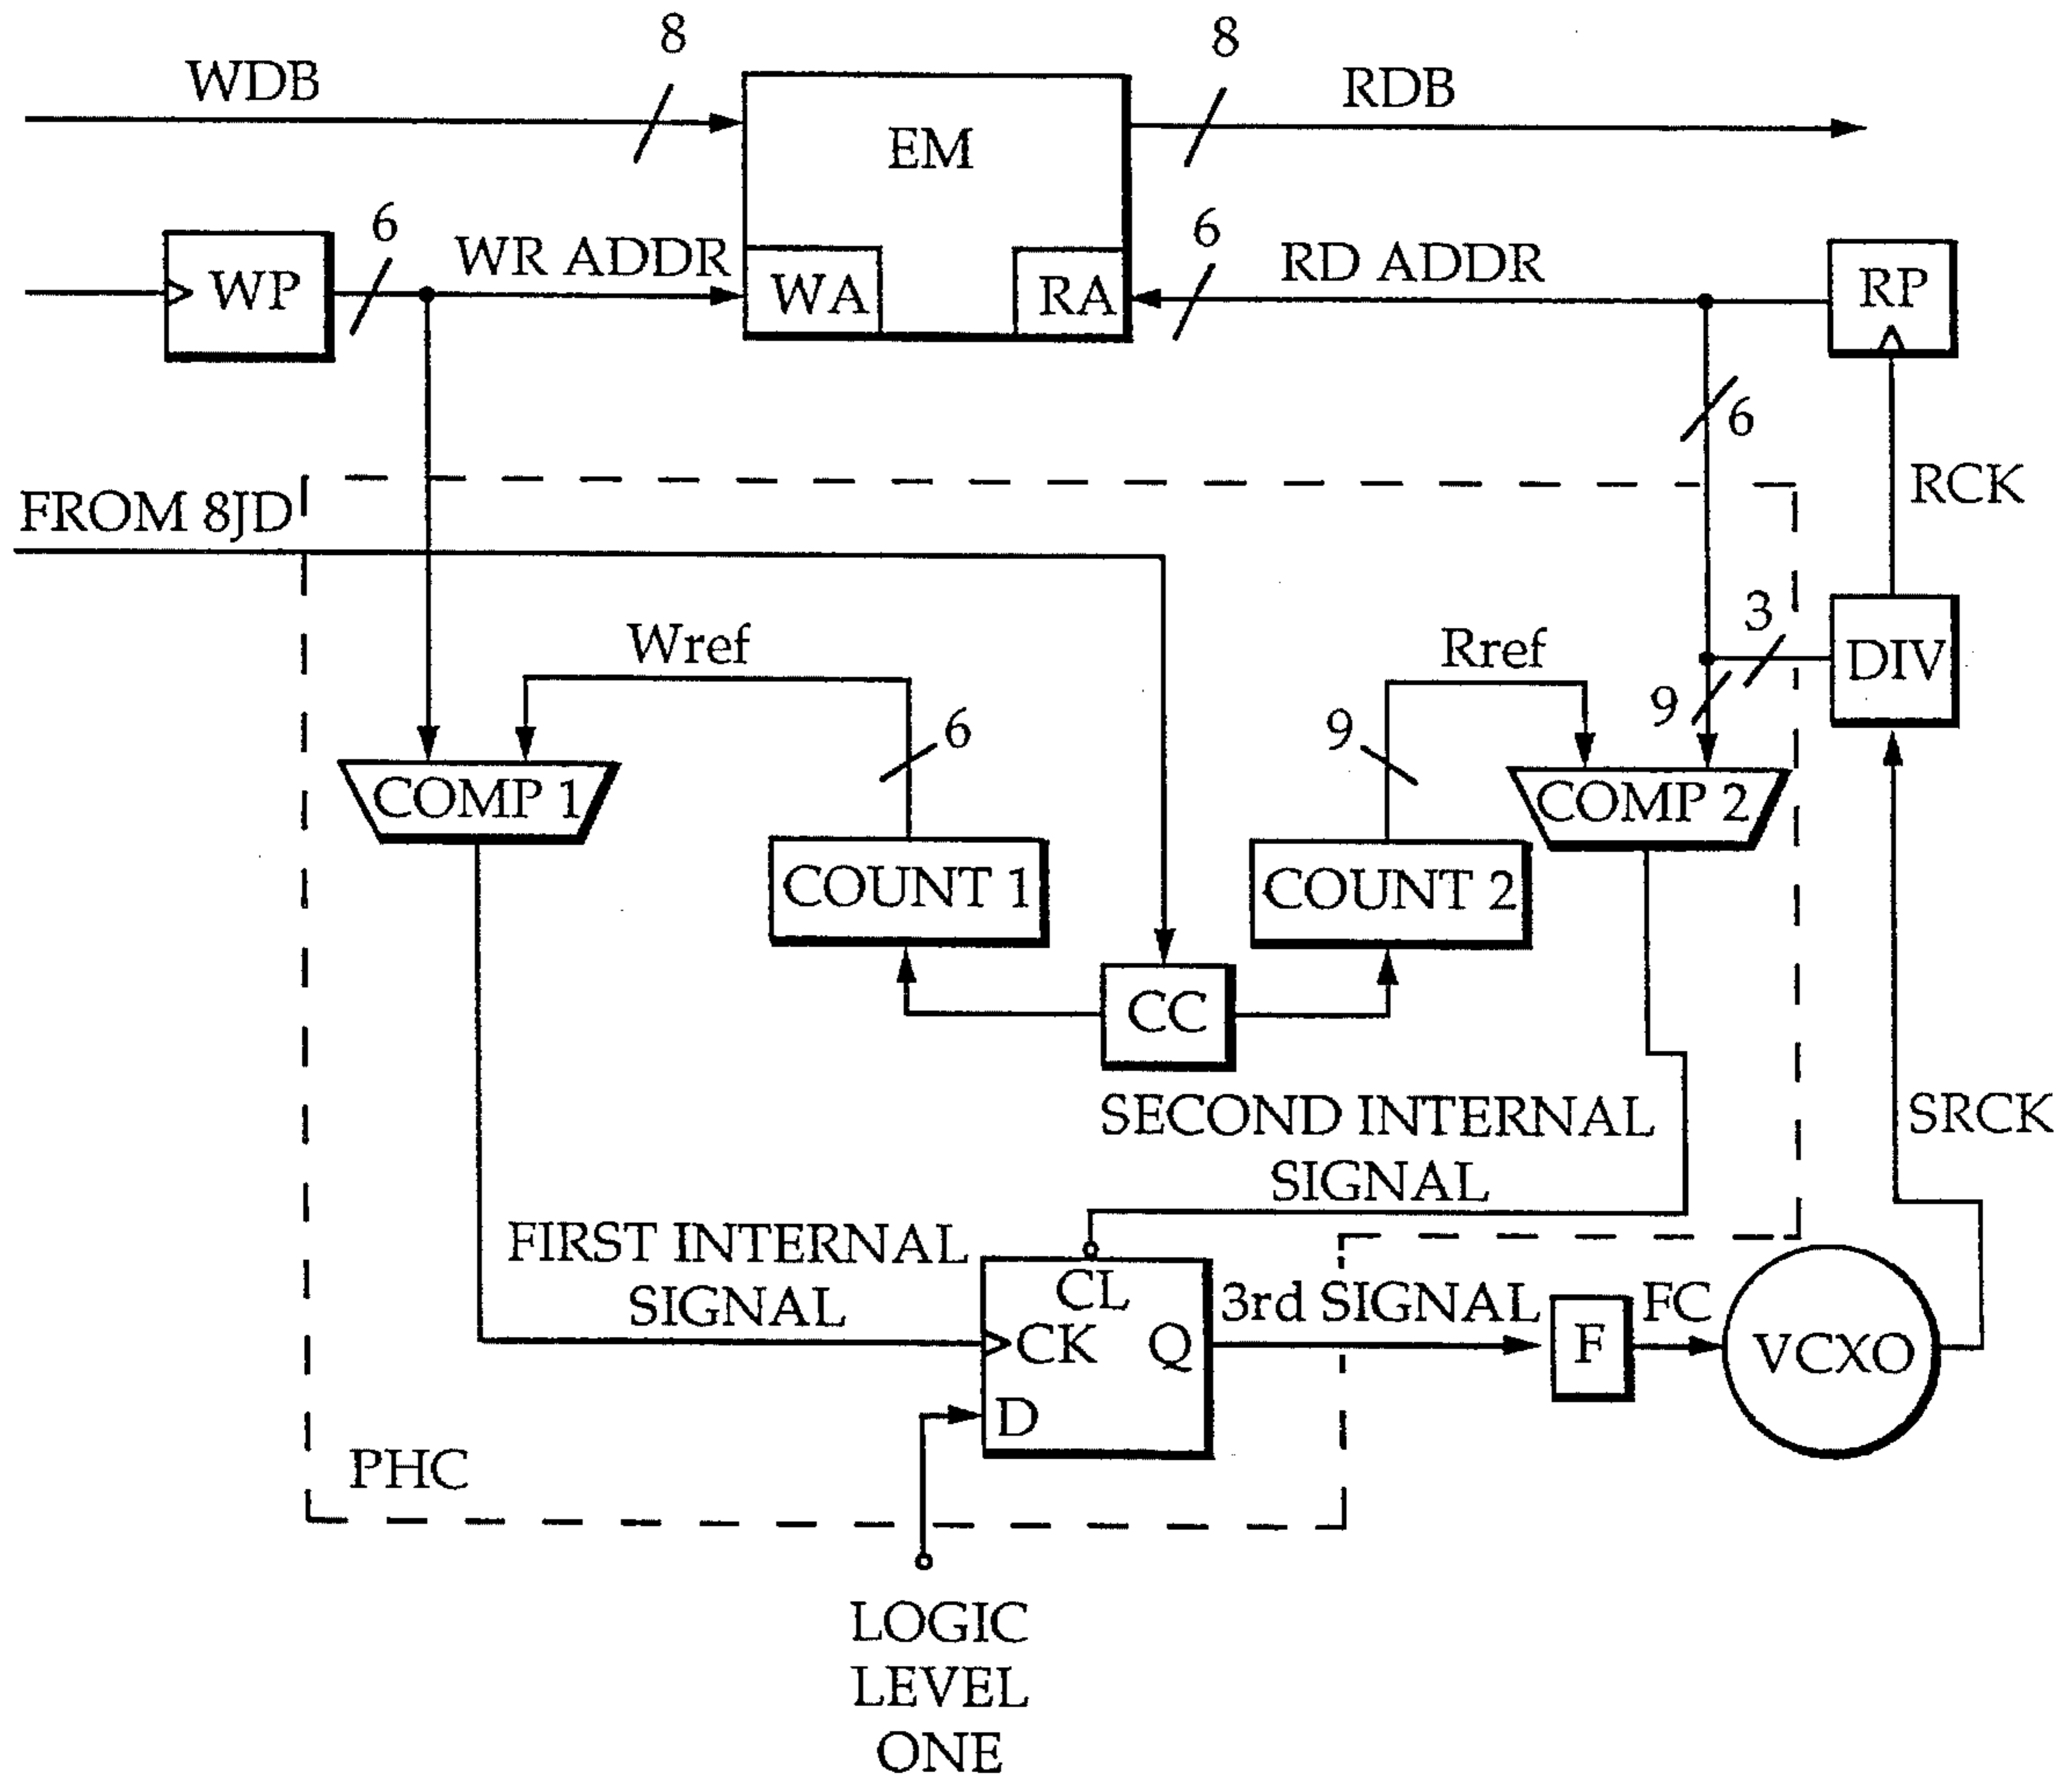 8
8
WDB
RDB
EM
6
WR ADDR
6
RD ADDR
WP
WA
RA
RP
6
RCK
FROM 8JD
3
Wref
Rref
DIV
9
6
9
COMP 1
COMP 2
COUNT 1
COUNT 2
CC
SECOND INTERNAL
SIGNAL
SRCK
FIRST INTERNAL
SIGNAL
CL
CK
Q
D
3rd SIGNAL
F
FC
VCXO
PHC
LOGIC
LEVEL
ONE